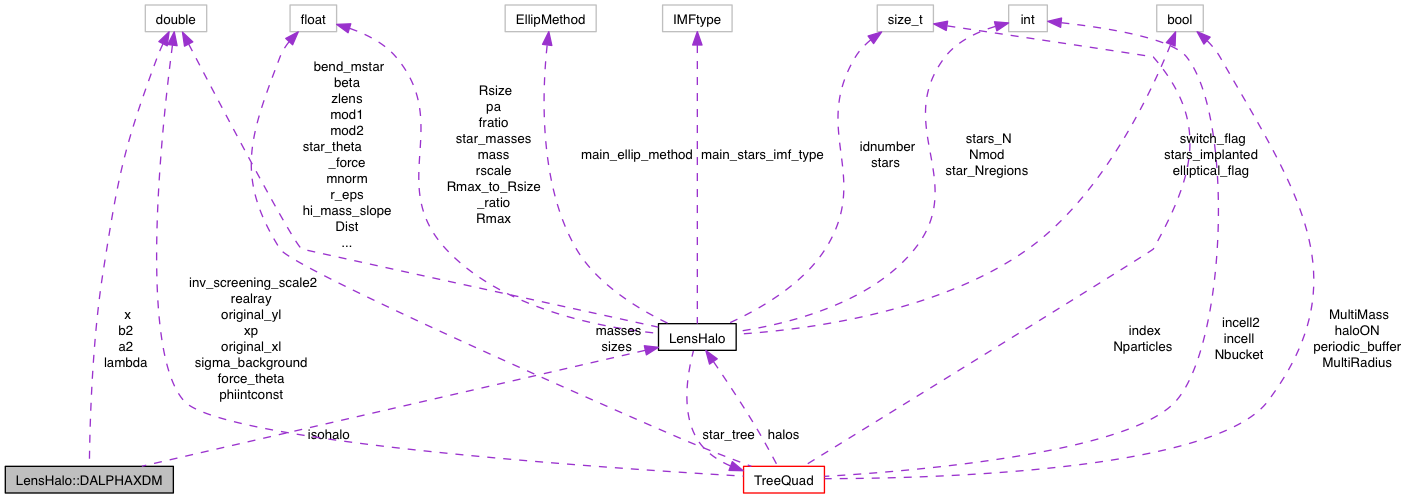 double
float
EllipMethod
IMFtype
size_t
int
bool
bend_mstar
beta
zlens
mod1
mod2
star_theta
_force
mnorm
r_eps
hi_mass_slope
Dist
...
Rsize
pa
fratio
star_masses
mass
rscale
Rmax_to_Rsize
_ratio
Rmax
main_ellip_method
main_stars_imf_type
idnumber
stars
stars_N
Nmod
star_Nregions
switch_flag
stars_implanted
elliptical_flag
x
b2
a2
lambda
inv_screening_scale2
realray
original_yl
xp
original_xl
sigma_background
force_theta
phiintconst
masses
sizes
LensHalo
index
Nparticles
incell2
incell
Nbucket
MultiMass
haloON
periodic_buffer
MultiRadius
isohalo
star_tree
halos
LensHalo::DALPHAXDM
TreeQuad